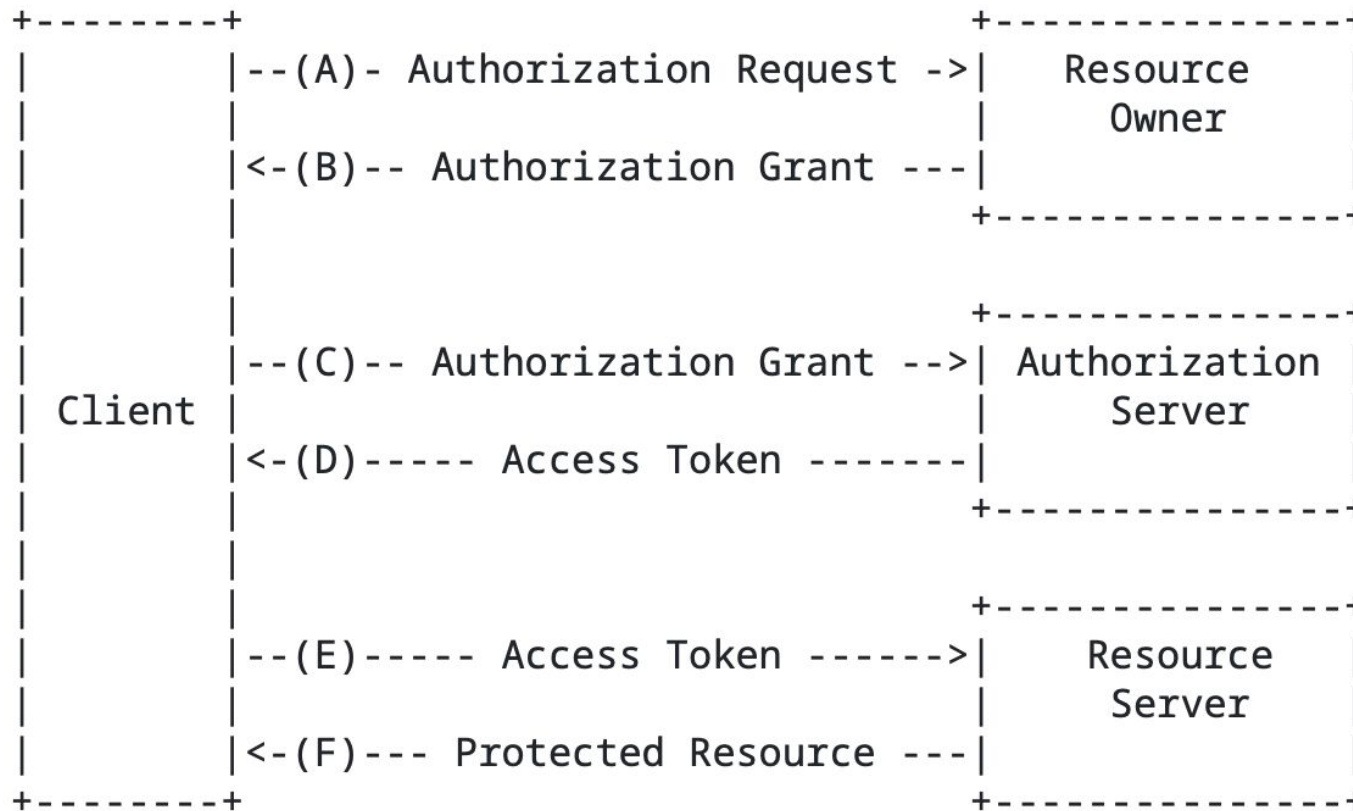 +--------+                               +---------------+
|        |--(A)- Authorization Request ->|   Resource    |
|        |                               |     Owner     |
|        |<-(B)-- Authorization Grant ---|               |
|        |                               +---------------+
|        |
|        |                               +---------------+
|        |--(C)-- Authorization Grant -->| Authorization |
| Client |                               |     Server    |
|        |<-(D)----- Access Token -------|               |
|        |                               +---------------+
|        |
|        |                               +---------------+
|        |--(E)----- Access Token ------>|    Resource   |
|        |                               |     Server    |
|        |<-(F)--- Protected Resource ---|               |
+--------+                               +---------------+